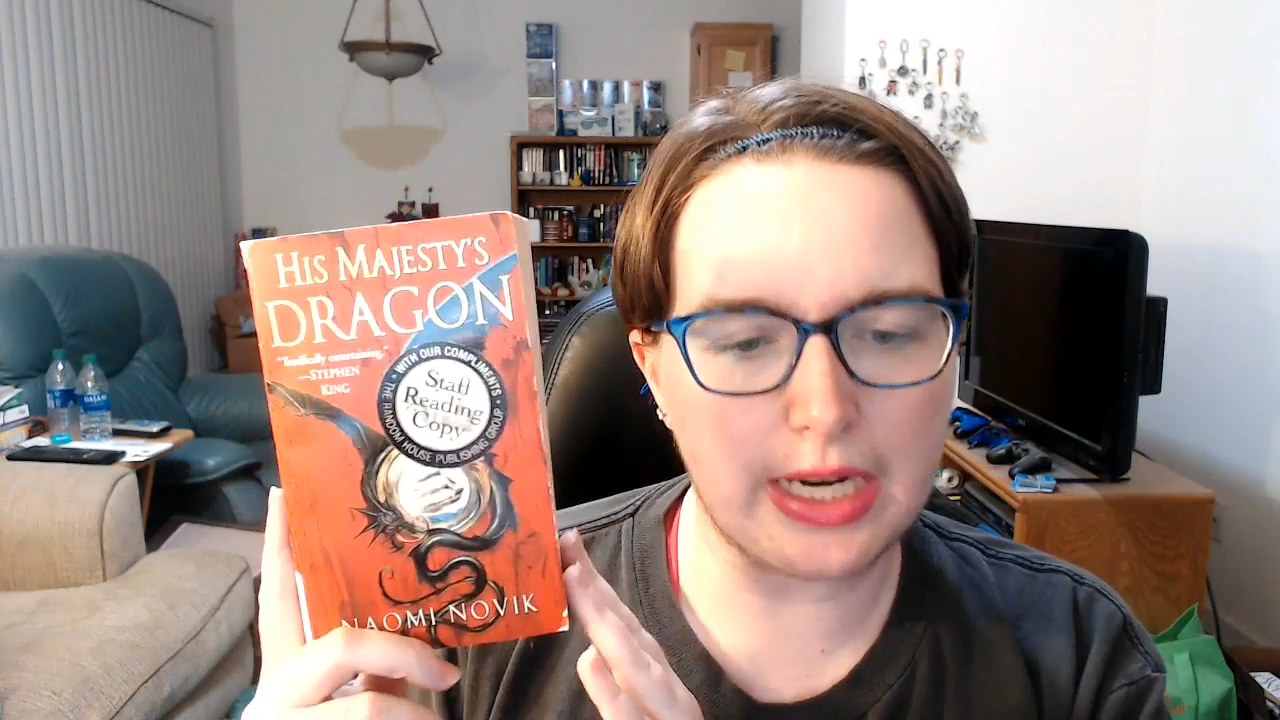 HIS MAJESTY'S
DRAGON
"Terrifically entertaining."
—STEPHEN
KING
WITH OUR COMPLIMENTS
Staff
Reading
Copy
THE RANDOM HOUSE PUBLISHING GROUP
NAOMI NOVIK
DASANI